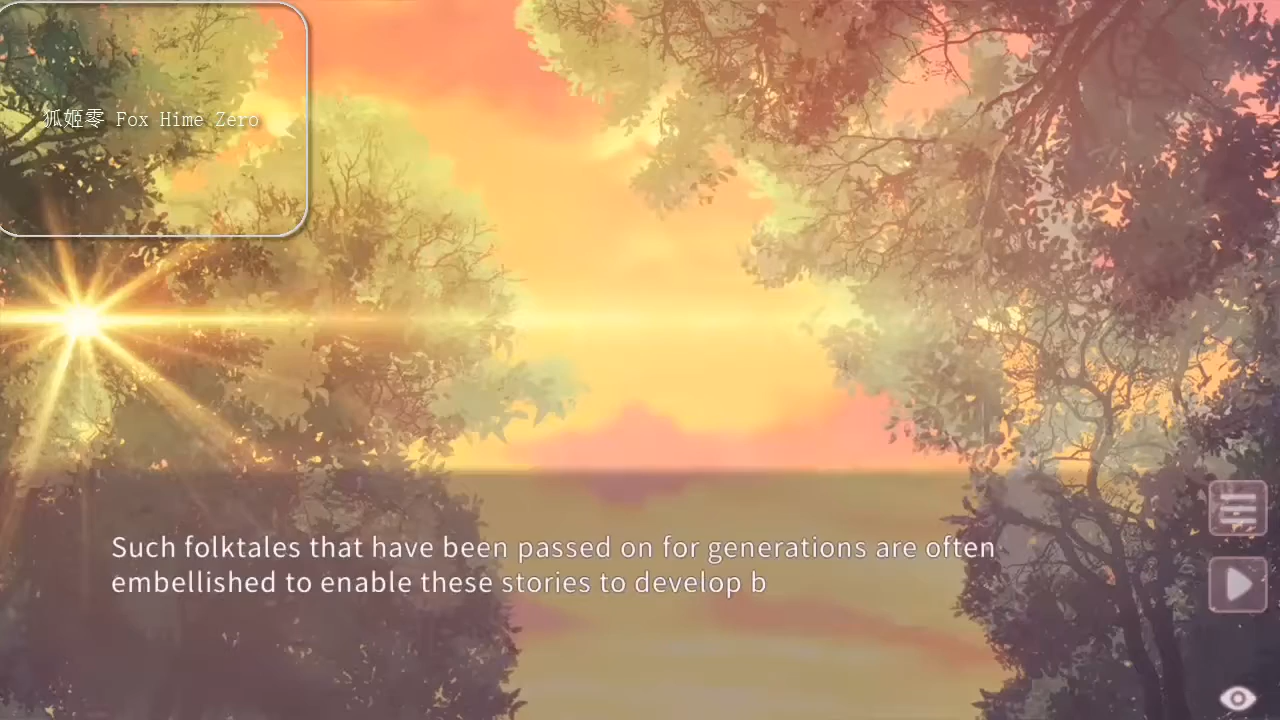 狐姬零 Fox Hime Zero
Such folktales that have been passed on for generations are often
embellished to enable these stories to develop b